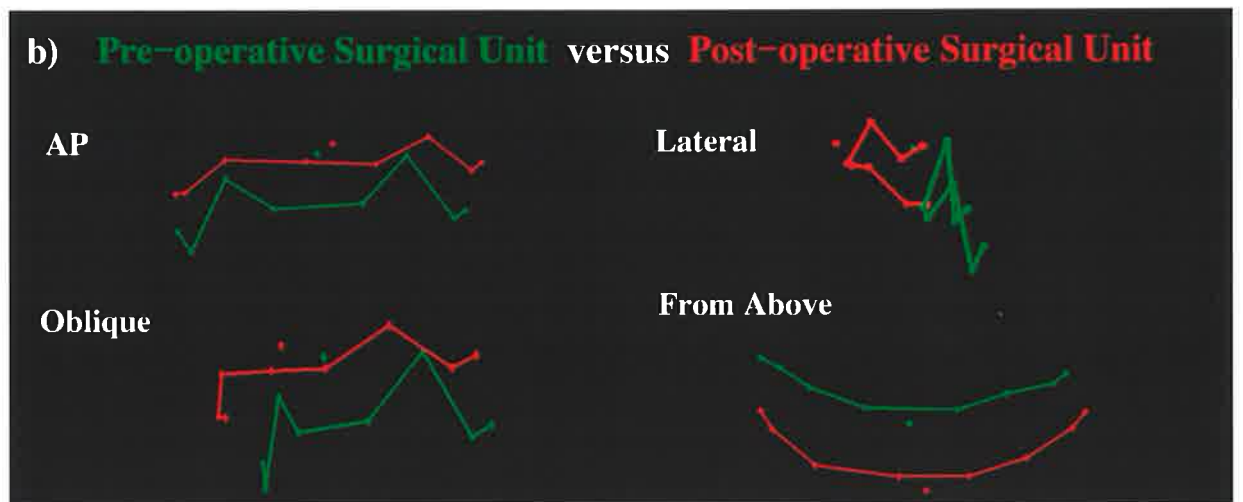 b) Pre-operative Surgical Unit versus Post-operative Surgical Unit
AP
Lateral
Oblique
From Above